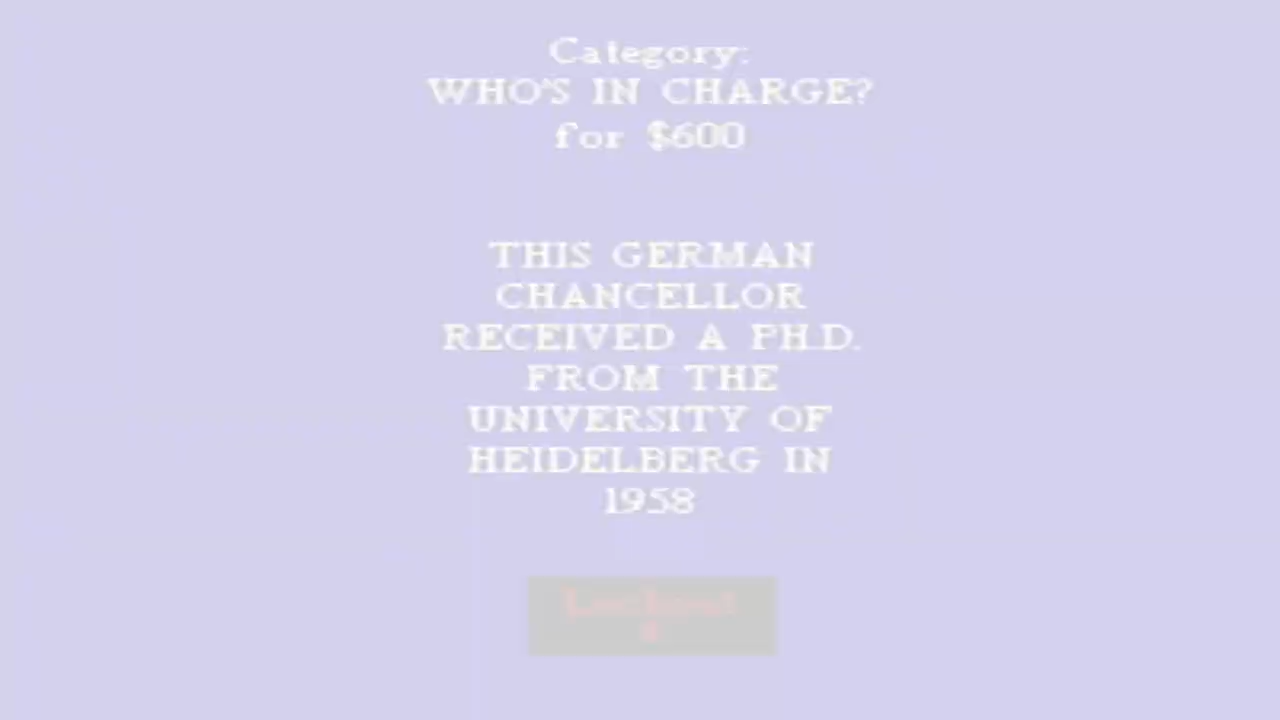 Category:
WHO'S IN CHARGE?
for $600
THIS GERMAN
CHANCELLOR
RECEIVED A PH.D.
FROM THE
UNIVERSITY OF
HEIDELBERG IN
1958